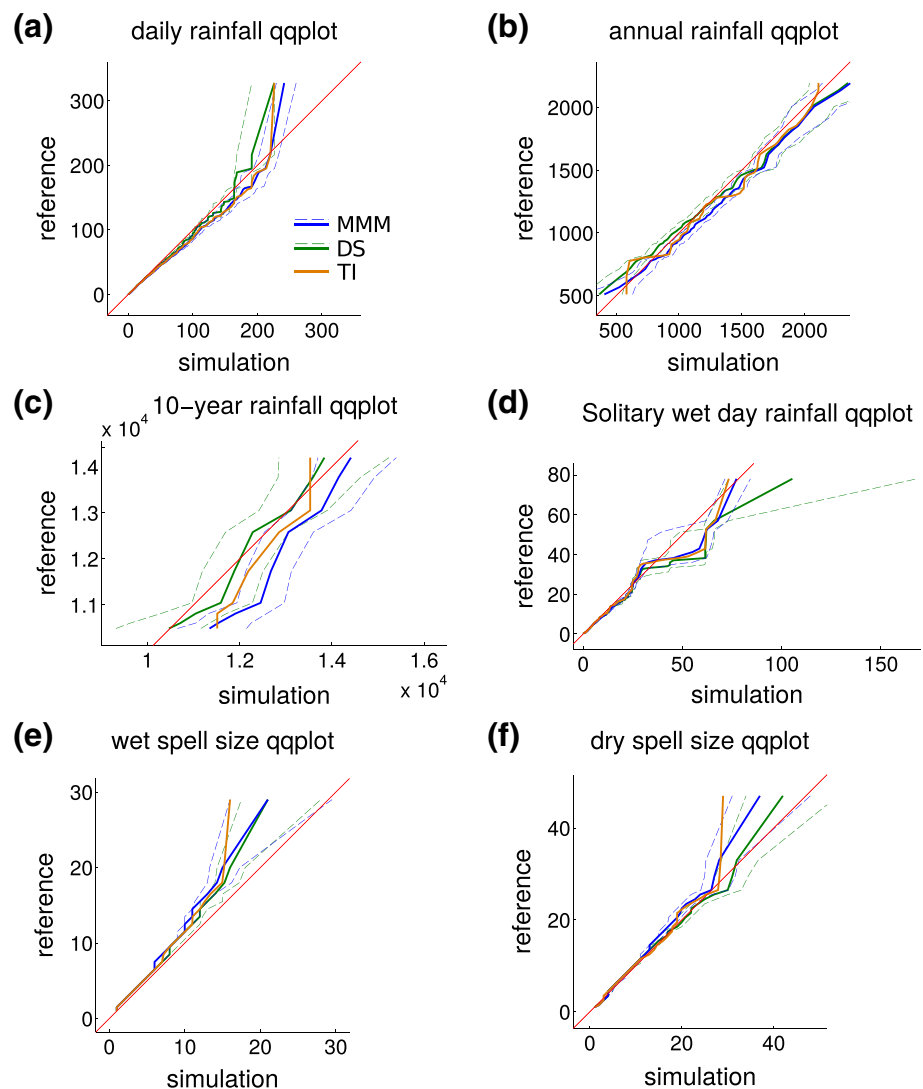 (a) daily rainfall qqplot
reference
300
200
100
0
0 100 200 300
simulation
MMM
DS
TI
(b) annual rainfall qqplot
reference
2000
1500
1000
500
500 1000 1500 2000
simulation
(c) 10−year rainfall qqplot
x 10^4
reference
1.4
1.3
1.2
1.1
1 1.2 1.4 1.6
x 10^4
simulation
(d) Solitary wet day rainfall qqplot
reference
80
60
40
20
0
0 50 100 150
simulation
(e) wet spell size qqplot
reference
30
20
10
0
0 10 20 30
simulation
(f) dry spell size qqplot
reference
40
20
0
0 20 40
simulation